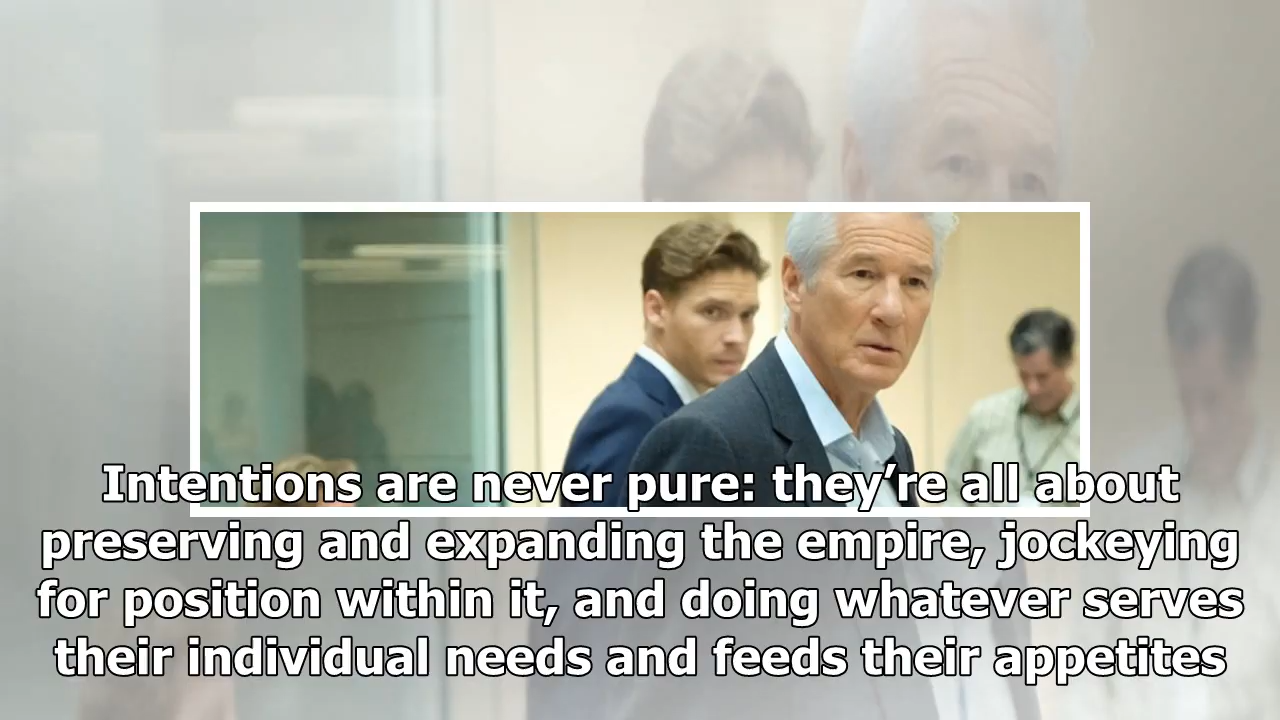 Intentions are never pure: they’re all about
preserving and expanding the empire, jockeying
for position within it, and doing whatever serves
their individual needs and feeds their appetites